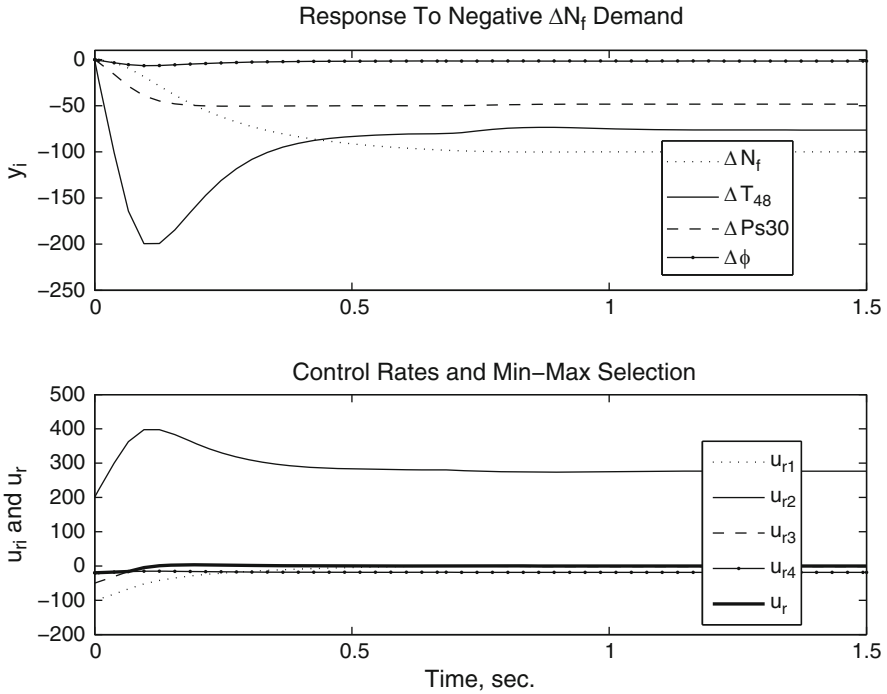 Response To Negative ΔN_f Demand
0
−50
−100
−150
−200
−250
y_i
ΔN_f
ΔT_48
ΔPs30
Δϕ
0
0.5
1
1.5
Control Rates and Min−Max Selection
500
400
300
200
100
0
−100
−200
u_ri and u_r
u_r1
u_r2
u_r3
u_r4
u_r
0
0.5
1
1.5
Time, sec.